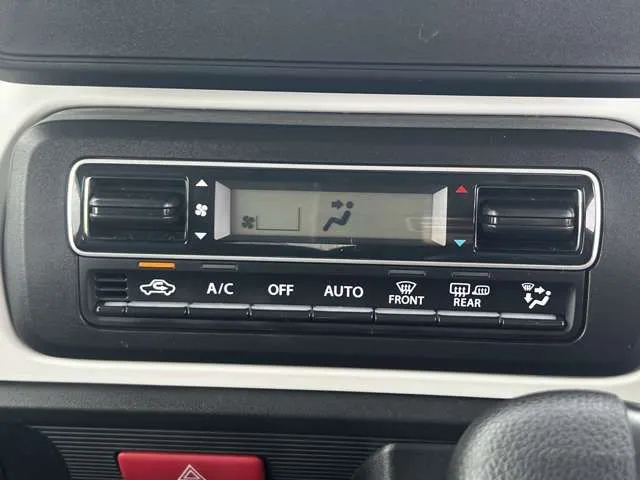 A/C OFF AUTO FRONT REAR